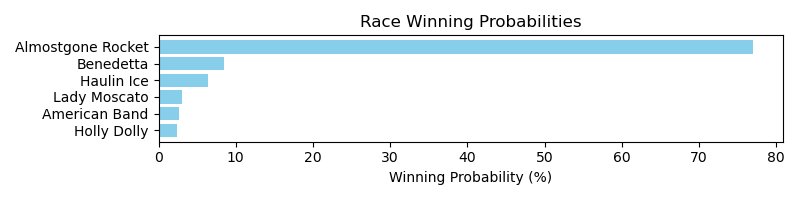 Race Winning Probabilities
Almostgone Rocket
Benedetta
Haulin Ice
Lady Moscato
American Band
Holly Dolly
0 10 20 30 40 50 60 70 80
Winning Probability (%)